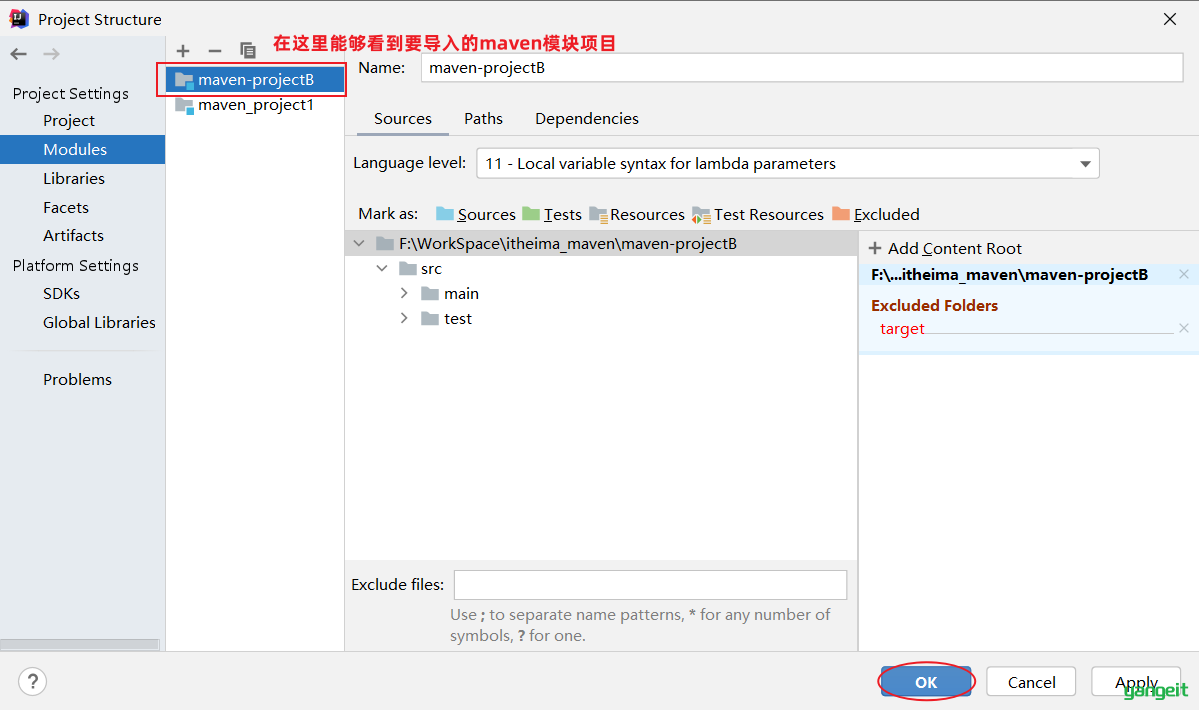 Project Structure
在这里能够看到要导入的maven模块项目
Project Settings
Project
Modules
Libraries
Facets
Artifacts
Platform Settings
SDKs
Global Libraries
Problems
maven-projectB
maven_project1
Name: maven-projectB
Sources Paths Dependencies
Language level: 11 - Local variable syntax for lambda parameters
Mark as: Sources Tests Resources Test Resources Excluded
F:\WorkSpace\itheima_maven\maven-projectB
src
main
test
+ Add Content Root
F:\...itheima_maven\maven-projectB
Excluded Folders
target
Exclude files:
Use ; to separate name patterns, * for any number of
symbols, ? for one.
?
OK Cancel Apply
gangeit